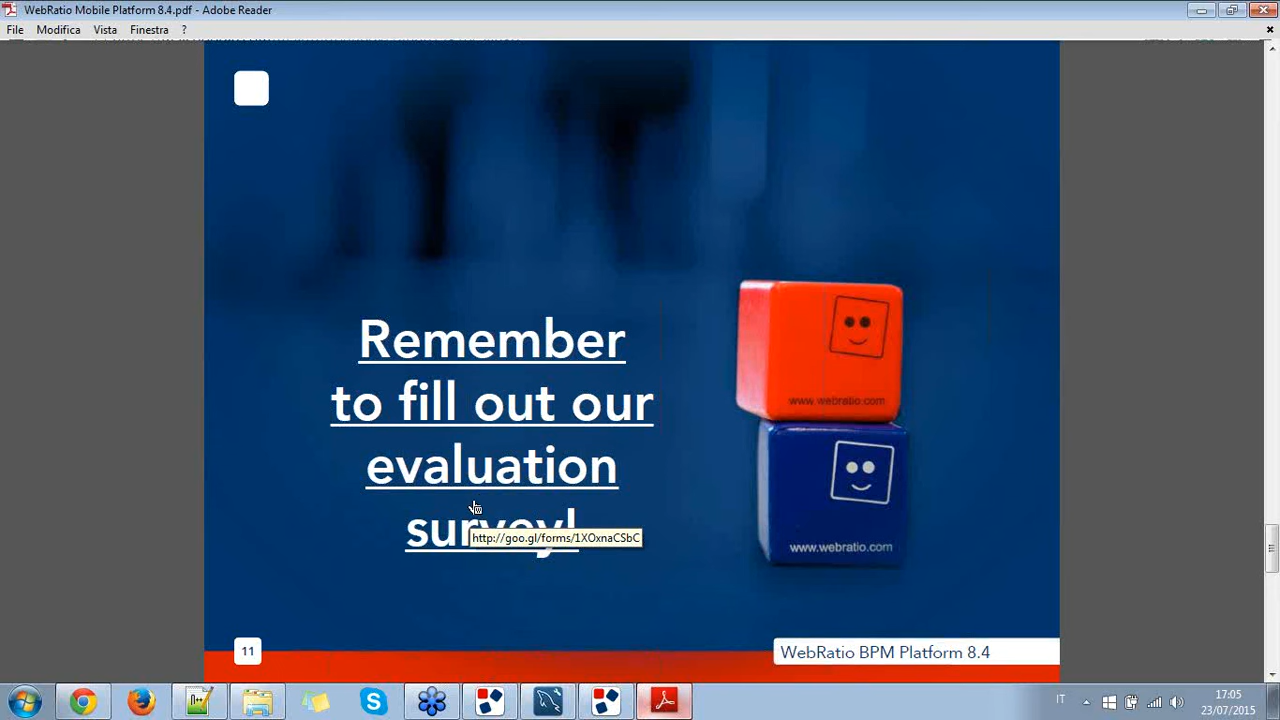 WebRatio Mobile Platform 8.4.pdf - Adobe Reader
File Modifica Vista Finestra ?
Remember
to fill out our
evaluation
survey!
http://goo.gl/forms/1XOxnaCSbC
www.webratio.com
www.webratio.com
11
WebRatio BPM Platform 8.4
IT
17:05
23/07/2015